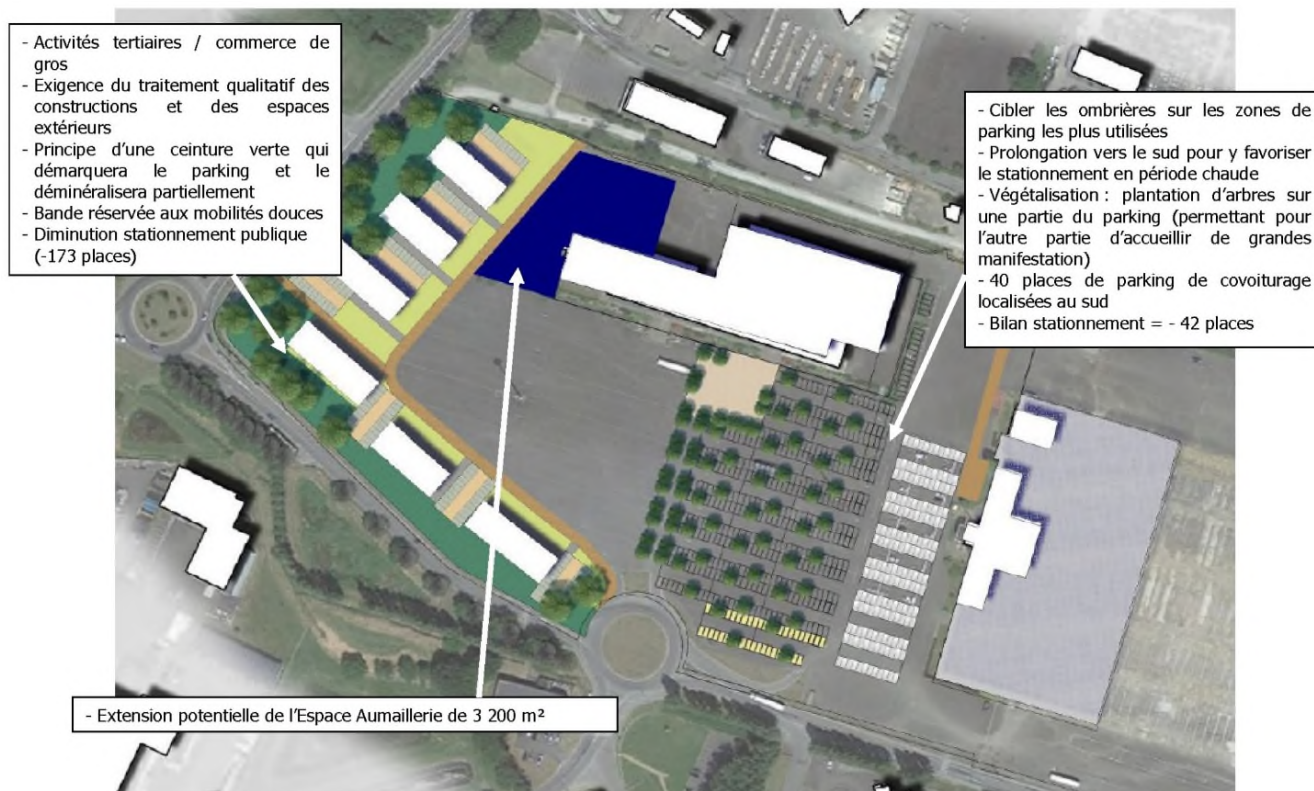 - Activités tertiaires / commerce de
gros
- Exigence du traitement qualitatif des
constructions et des espaces
extérieurs
- Principe d'une ceinture verte qui
démarquera le parking et le
déminéralisera partiellement
- Bande réservée aux mobilités douces
- Diminution stationnement publique
(-173 places)
- Cibler les ombrières sur les zones de
parking les plus utilisées
- Prolongation vers le sud pour y favoriser
le stationnement en période chaude
- Végétalisation : plantation d'arbres sur
une partie du parking (permettant pour
l'autre partie d'accueillir de grandes
manifestation)
- 40 places de parking de covoiturage
localisées au sud
- Bilan stationnement = - 42 places
- Extension potentielle de l'Espace Aumaillerie de 3 200 m²